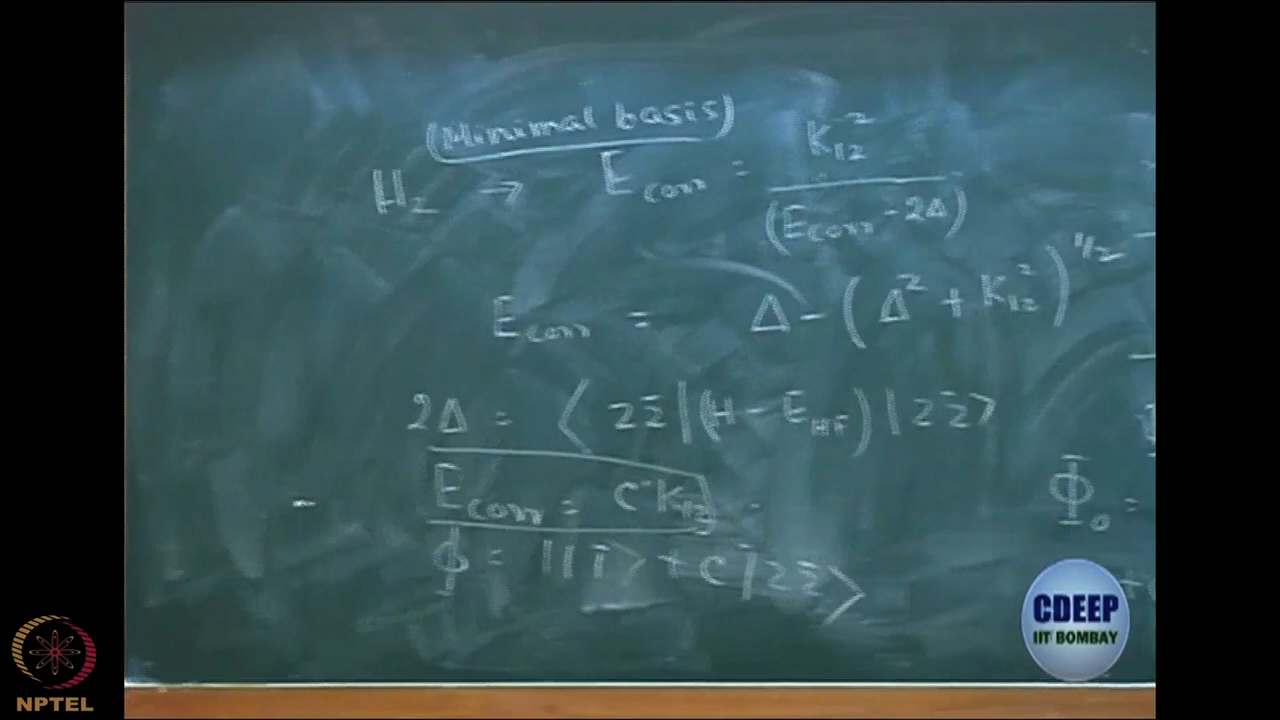 (Minimal basis)
H₂ → E_corr = K₁₂² / (E_corr - 2Δ)
E_corr = Δ - (Δ² + K₁₂²)^1/2
2Δ = ⟨ 2 2̄ | (H - E_HF) | 2 2̄ ⟩
E_corr = C K₁₂
Φ = | 1 1̄ ⟩ + C | 2 2̄ ⟩
Φ₀ =
CDEEP
IIT BOMBAY
NPTEL